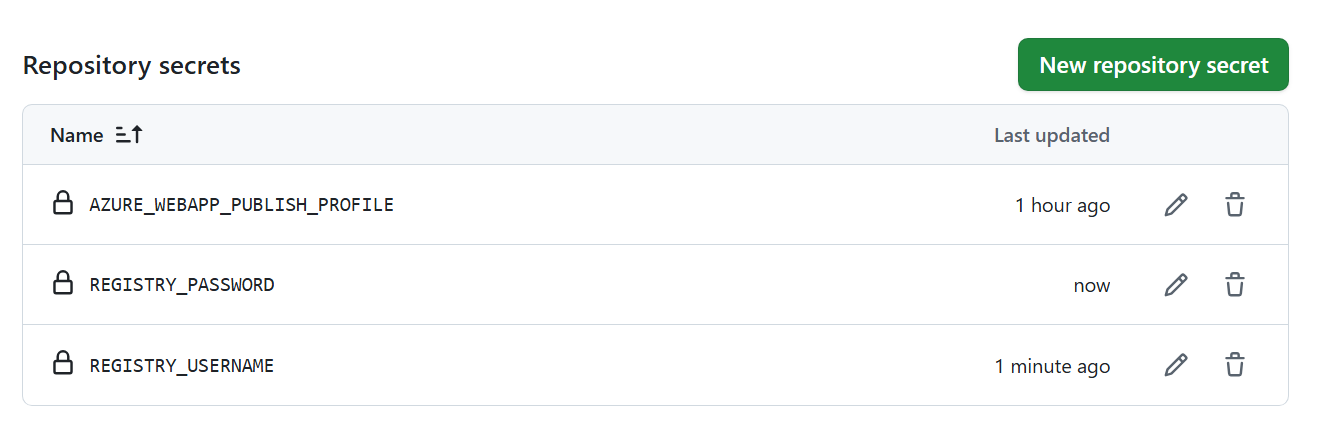 Repository secrets
New repository secret
Name
Last updated
AZURE_WEBAPP_PUBLISH_PROFILE
1 hour ago
REGISTRY_PASSWORD
now
REGISTRY_USERNAME
1 minute ago